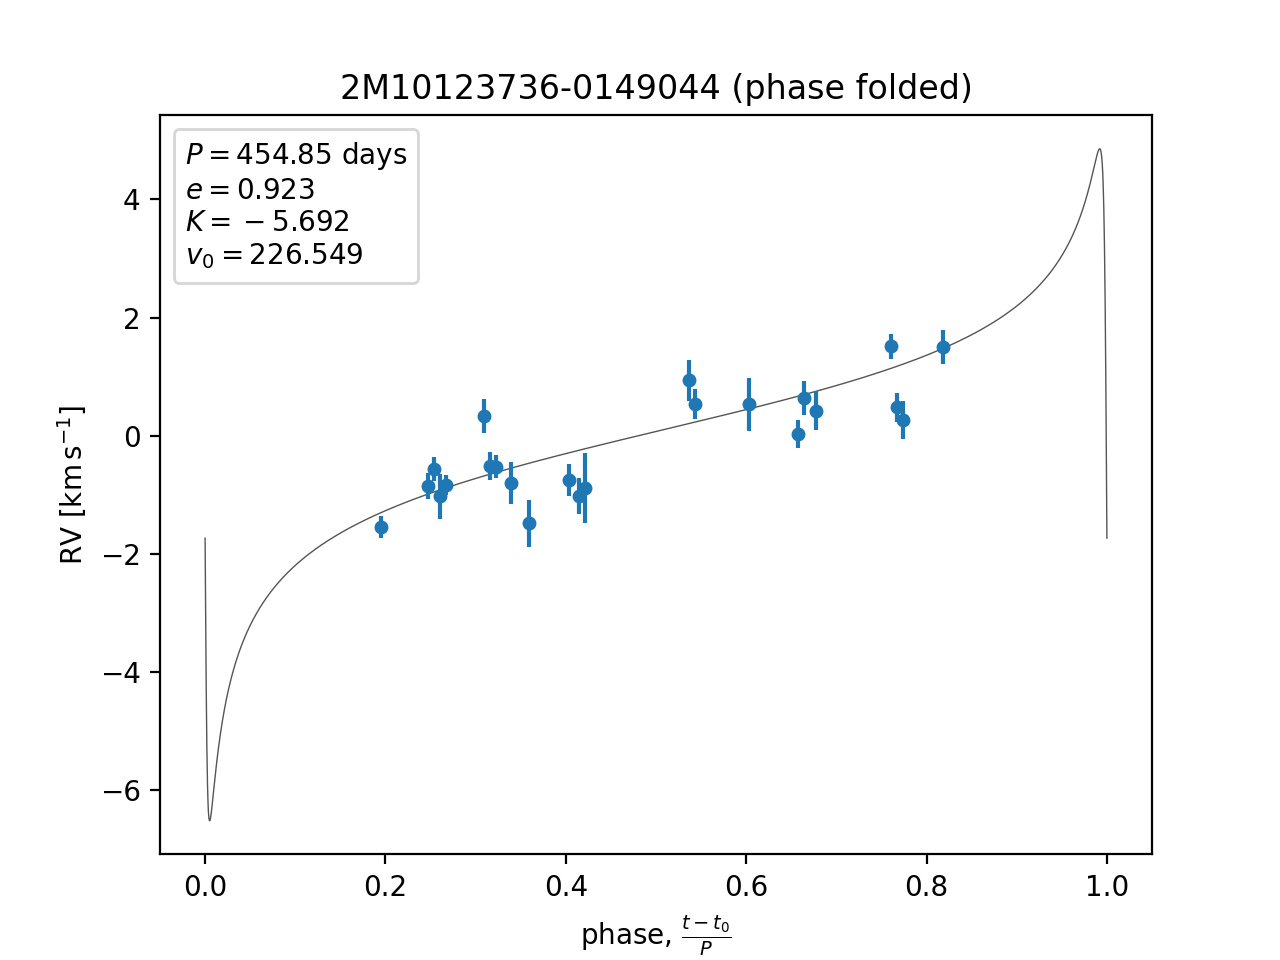 2M10123736-0149044 (phase folded)
P = 454.85 days
e = 0.923
K = −5.692
v₀ = 226.549
4
2
0
−2
−4
−6
RV [km s⁻¹]
0.0 0.2 0.4 0.6 0.8 1.0
phase, (t − t₀)/P